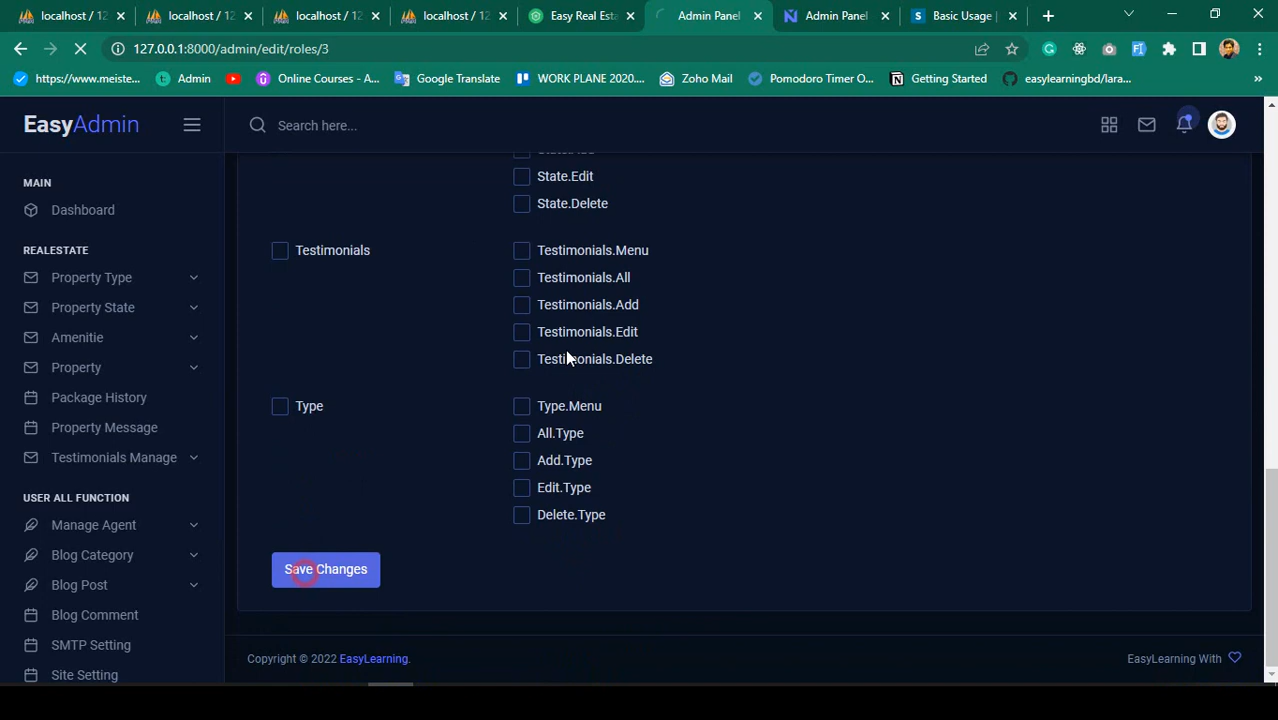 localhost / 12
localhost / 12
localhost / 12
localhost / 12
Easy Real Esta
Admin Panel
Admin Panel
Basic Usage |
127.0.0.1:8000/admin/edit/roles/3
https://www.meiste...
Admin
Online Courses - A...
Google Translate
WORK PLANE 2020....
Zoho Mail
Pomodoro Timer O...
Getting Started
easylearningbd/lara...
»
EasyAdmin
Search here...
MAIN
Dashboard
REALESTATE
Property Type
Property State
Amenitie
Property
Package History
Property Message
Testimonials Manage
USER ALL FUNCTION
Manage Agent
Blog Category
Blog Post
Blog Comment
SMTP Setting
Site Setting
State.Edit
State.Delete
Testimonials
Testimonials.Menu
Testimonials.All
Testimonials.Add
Testimonials.Edit
Testimonials.Delete
Type
Type.Menu
All.Type
Add.Type
Edit.Type
Delete.Type
Save Changes
Copyright © 2022 EasyLearning.
EasyLearning With